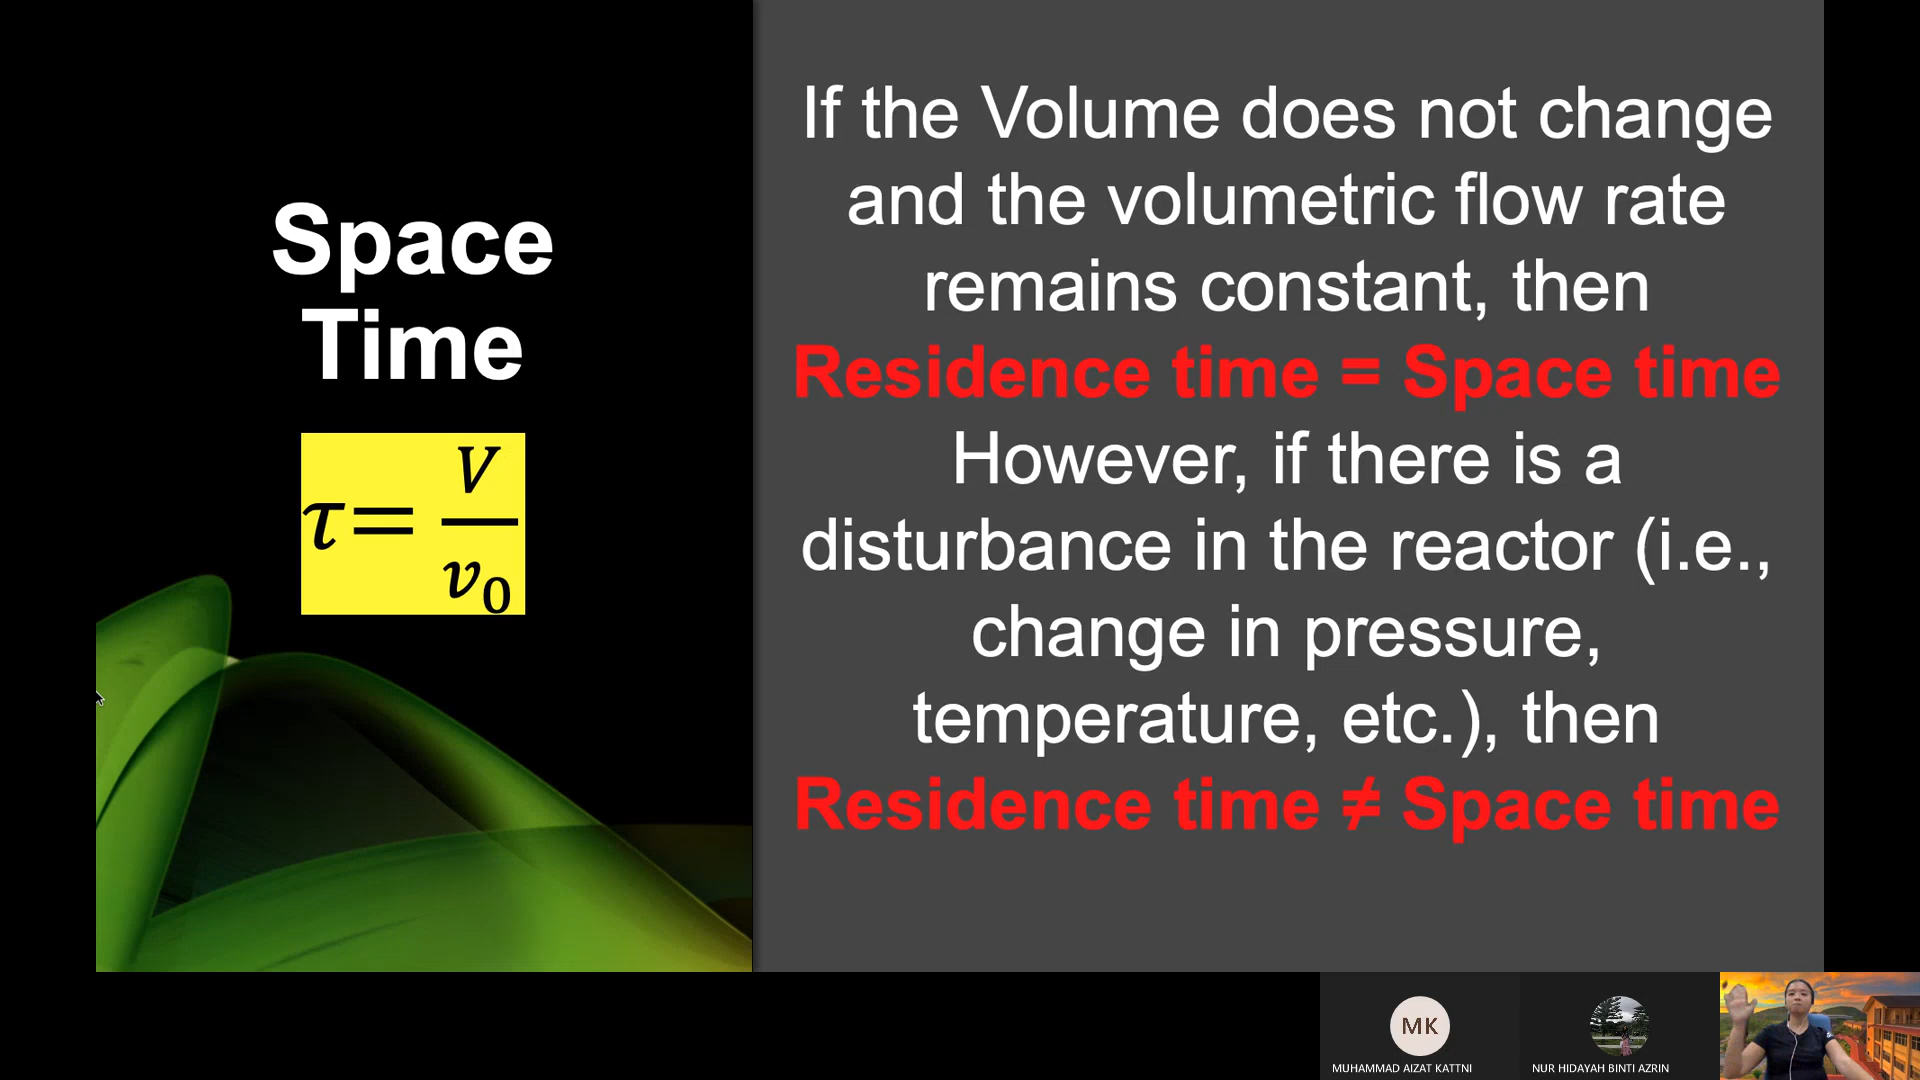 Space
Time
τ= V
v0
If the Volume does not change
and the volumetric flow rate
remains constant, then
Residence time = Space time
However, if there is a
disturbance in the reactor (i.e.,
change in pressure,
temperature, etc.), then
Residence time ≠ Space time
MK
MUHAMMAD AIZAT KATTNI
NUR HIDAYAH BINTI AZRIN